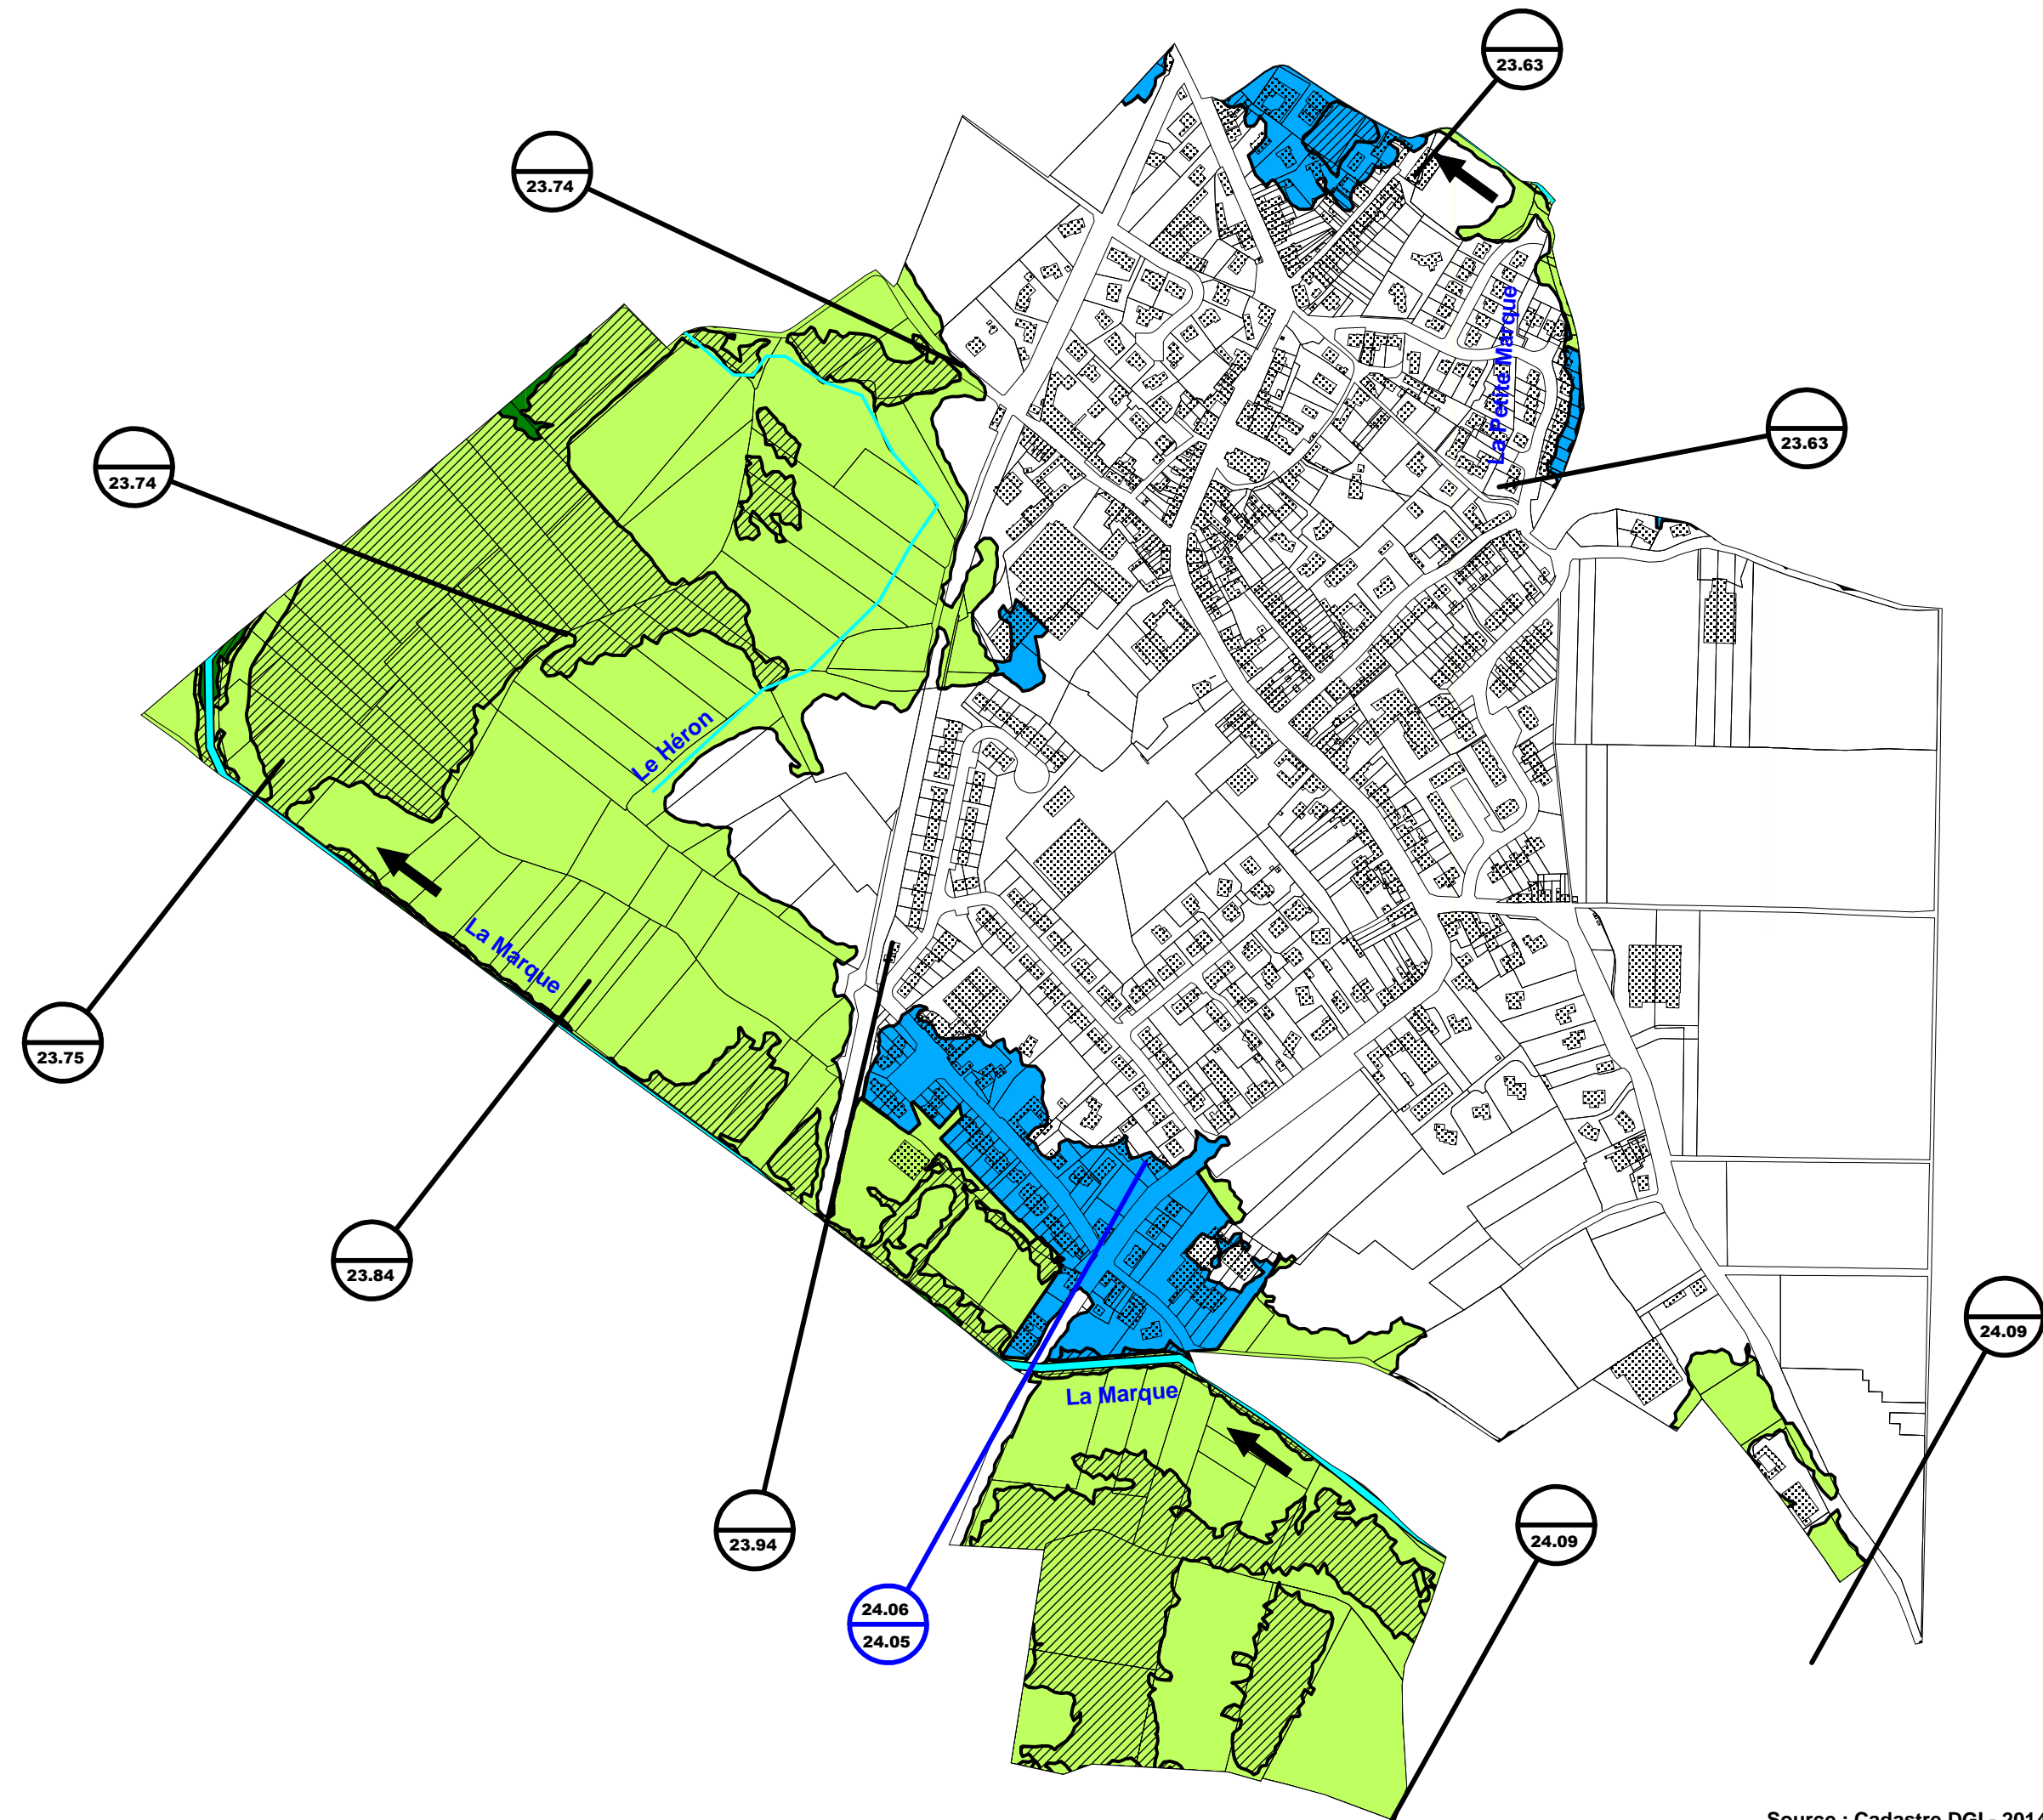 23.63
23.74
La Petite Marque
23.63
23.74
Le Héron
La Marque
23.75
23.84
24.09
La Marque
23.94
24.09
24.06
24.05
Source : Cadastre DGI - 2014